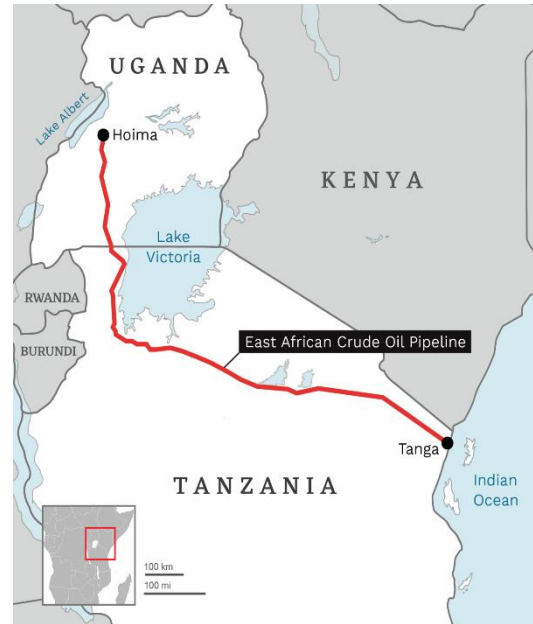 UGANDA
Lake Albert
Hoima
KENYA
Lake
Victoria
RWANDA
BURUNDI
East African Crude Oil Pipeline
Tanga
TANZANIA
Indian
Ocean
100 km
100 mi